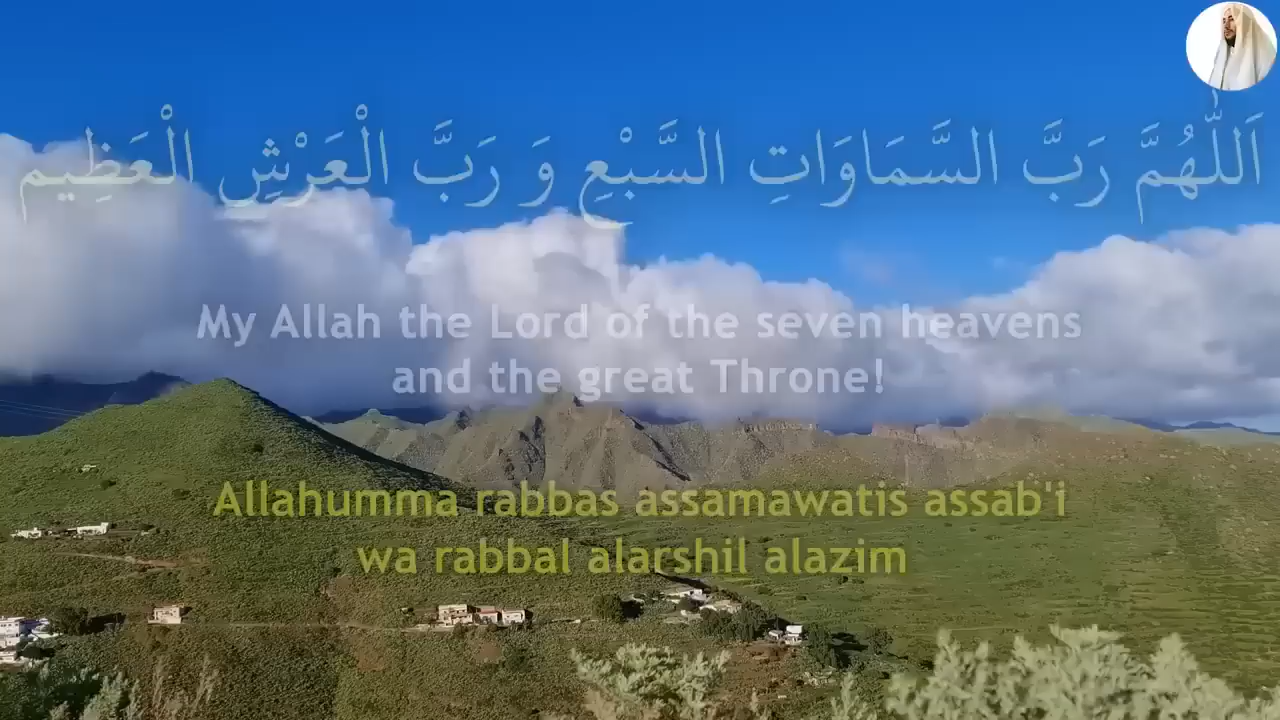 اَللّٰهُمَّ رَبَّ السَّمَاوَاتِ السَّبْعِ وَ رَبَّ الْعَرْشِ الْعَظِيمِ
My Allah the Lord of the seven heavens
and the great Throne!
Allahumma rabbas assamawatis assab'i
wa rabbal alarshil alazim